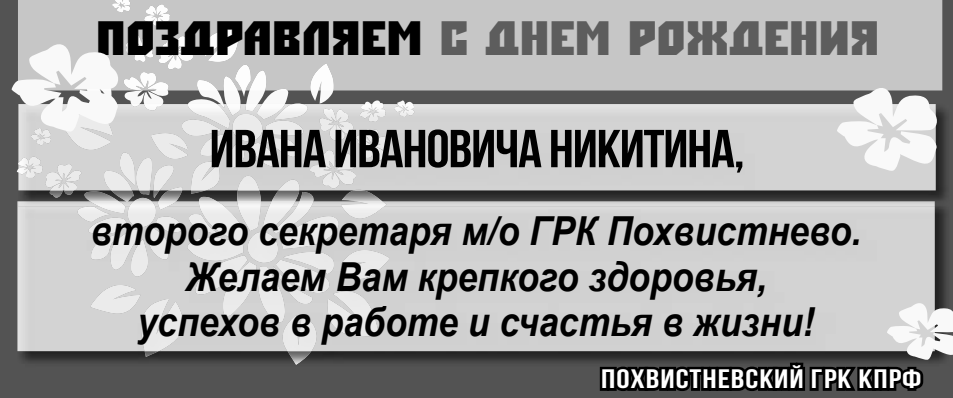 ПОЗДРАВЛЯЕМ С ДНЕМ РОЖДЕНИЯ
ИВАНА ИВАНОВИЧА НИКИТИНА,
второго секретаря м/о ГРК Похвистнево.
Желаем Вам крепкого здоровья,
успехов в работе и счастья в жизни!
ПОХВИСТНЕВСКИЙ ГРК КПРФ